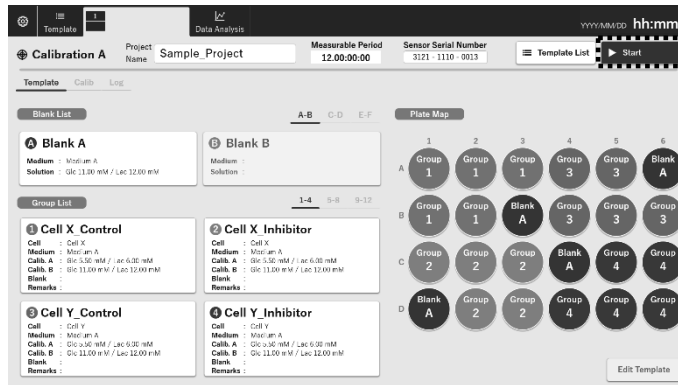 Template
1
Data Analysis
YYYY/MM/DD hh:mm
Calibration A
Project Name
Sample_Project
Measurable Period
12.00:00:00
Sensor Serial Number
3121 - 1110 - 0013
Template List
Start
Template Calib Log
Blank List
A-B C-D E-F
A Blank A
Medium : Medium A
Solution : Glc 11.00 mM / Lac 12.00 mM
B Blank B
Medium :
Solution :
Group List
1-4 5-8 9-12
1 Cell X_Control
Cell : Cell X
Medium : Medium A
Calib. A : Glc 5.50 mM / Lac 6.00 mM
Calib. B : Glc 11.00 mM / Lac 12.00 mM
Blank :
Remarks :
2 Cell X_Inhibitor
Cell : Cell X
Medium : Medium A
Calib. A : Glc 5.50 mM / Lac 6.00 mM
Calib. B : Glc 11.00 mM / Lac 12.00 mM
Blank :
Remarks :
3 Cell Y_Control
Cell : Cell Y
Medium : Medium A
Calib. A : Glc 5.50 mM / Lac 6.00 mM
Calib. B : Glc 11.00 mM / Lac 12.00 mM
Blank :
Remarks :
4 Cell Y_Inhibitor
Cell : Cell Y
Medium : Medium A
Calib. A : Glc 5.50 mM / Lac 6.00 mM
Calib. B : Glc 11.00 mM / Lac 12.00 mM
Blank :
Remarks :
Plate Map
1 2 3 4 5 6
A Group 1 Group 1 Group 1 Group 3 Group 3 Blank A
B Group 1 Group 1 Blank A Group 3 Group 3 Group 3
C Group 2 Group 2 Group 2 Blank A Group 4 Group 4
D Blank A Group 2 Group 2 Group 4 Group 4 Group 4
Edit Template